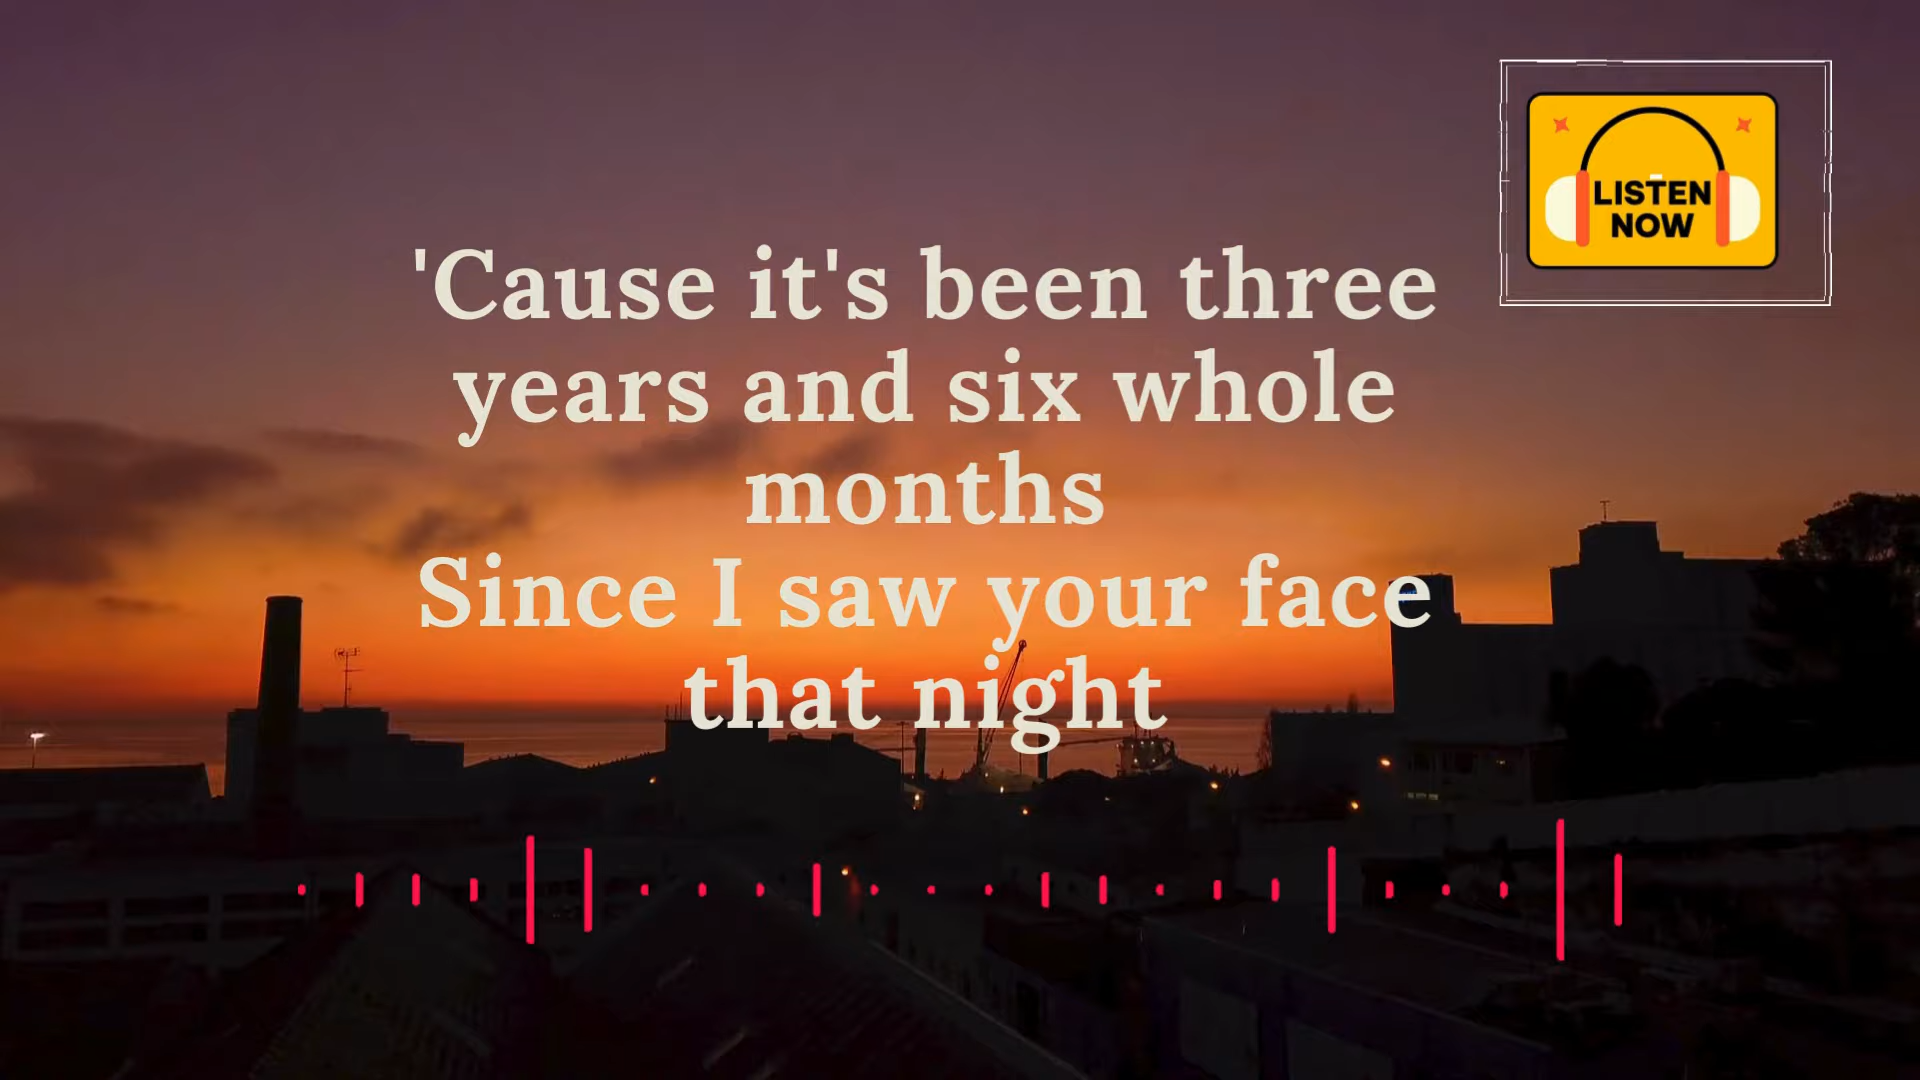 LISTEN
NOW
'Cause it's been three
years and six whole
months
Since I saw your face
that night